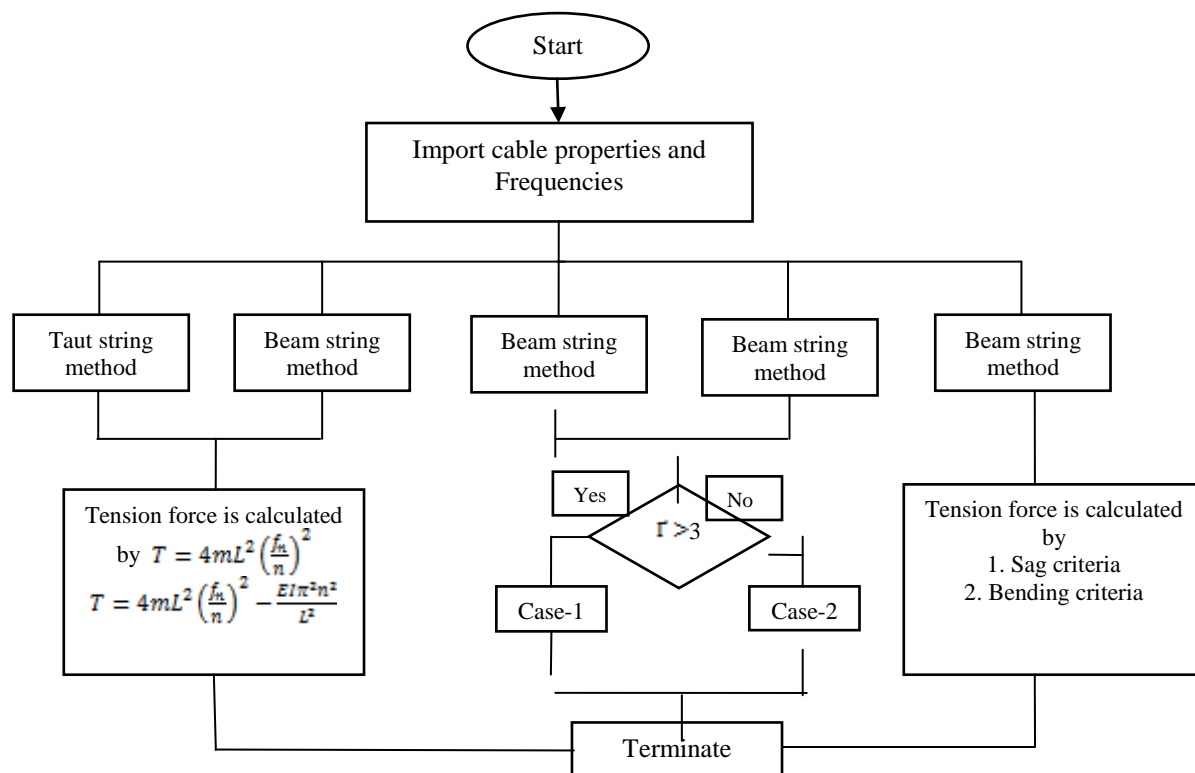 Start
Import cable properties and
Frequencies
Taut string
method
Beam string
method
Beam string
method
Beam string
method
Beam string
method
Tension force is calculated
by T = 4mL² (fₙ/n)²
T = 4mL² (fₙ/n)² − EIπ²n²/L²
Yes
No
Γ >3
Case-1
Case-2
Tension force is calculated
by
1. Sag criteria
2. Bending criteria
Terminate